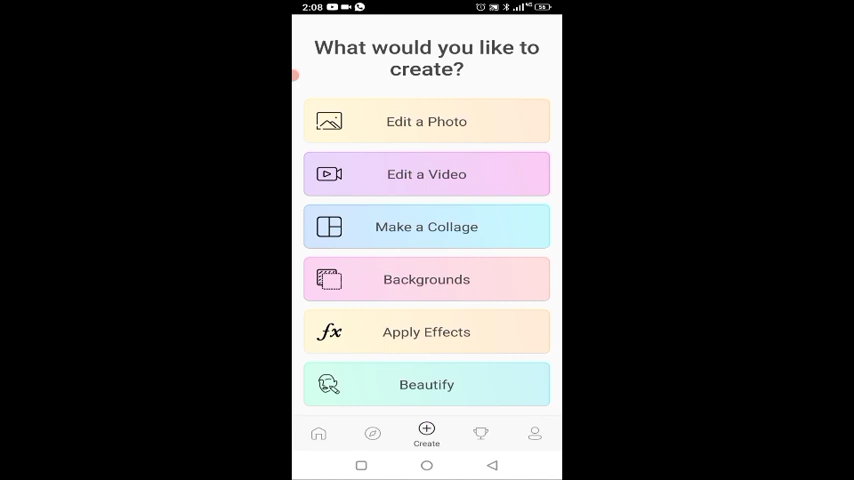 2:08
56
What would you like to
create?
Edit a Photo
Edit a Video
Make a Collage
Backgrounds
fx Apply Effects
Beautify
Create